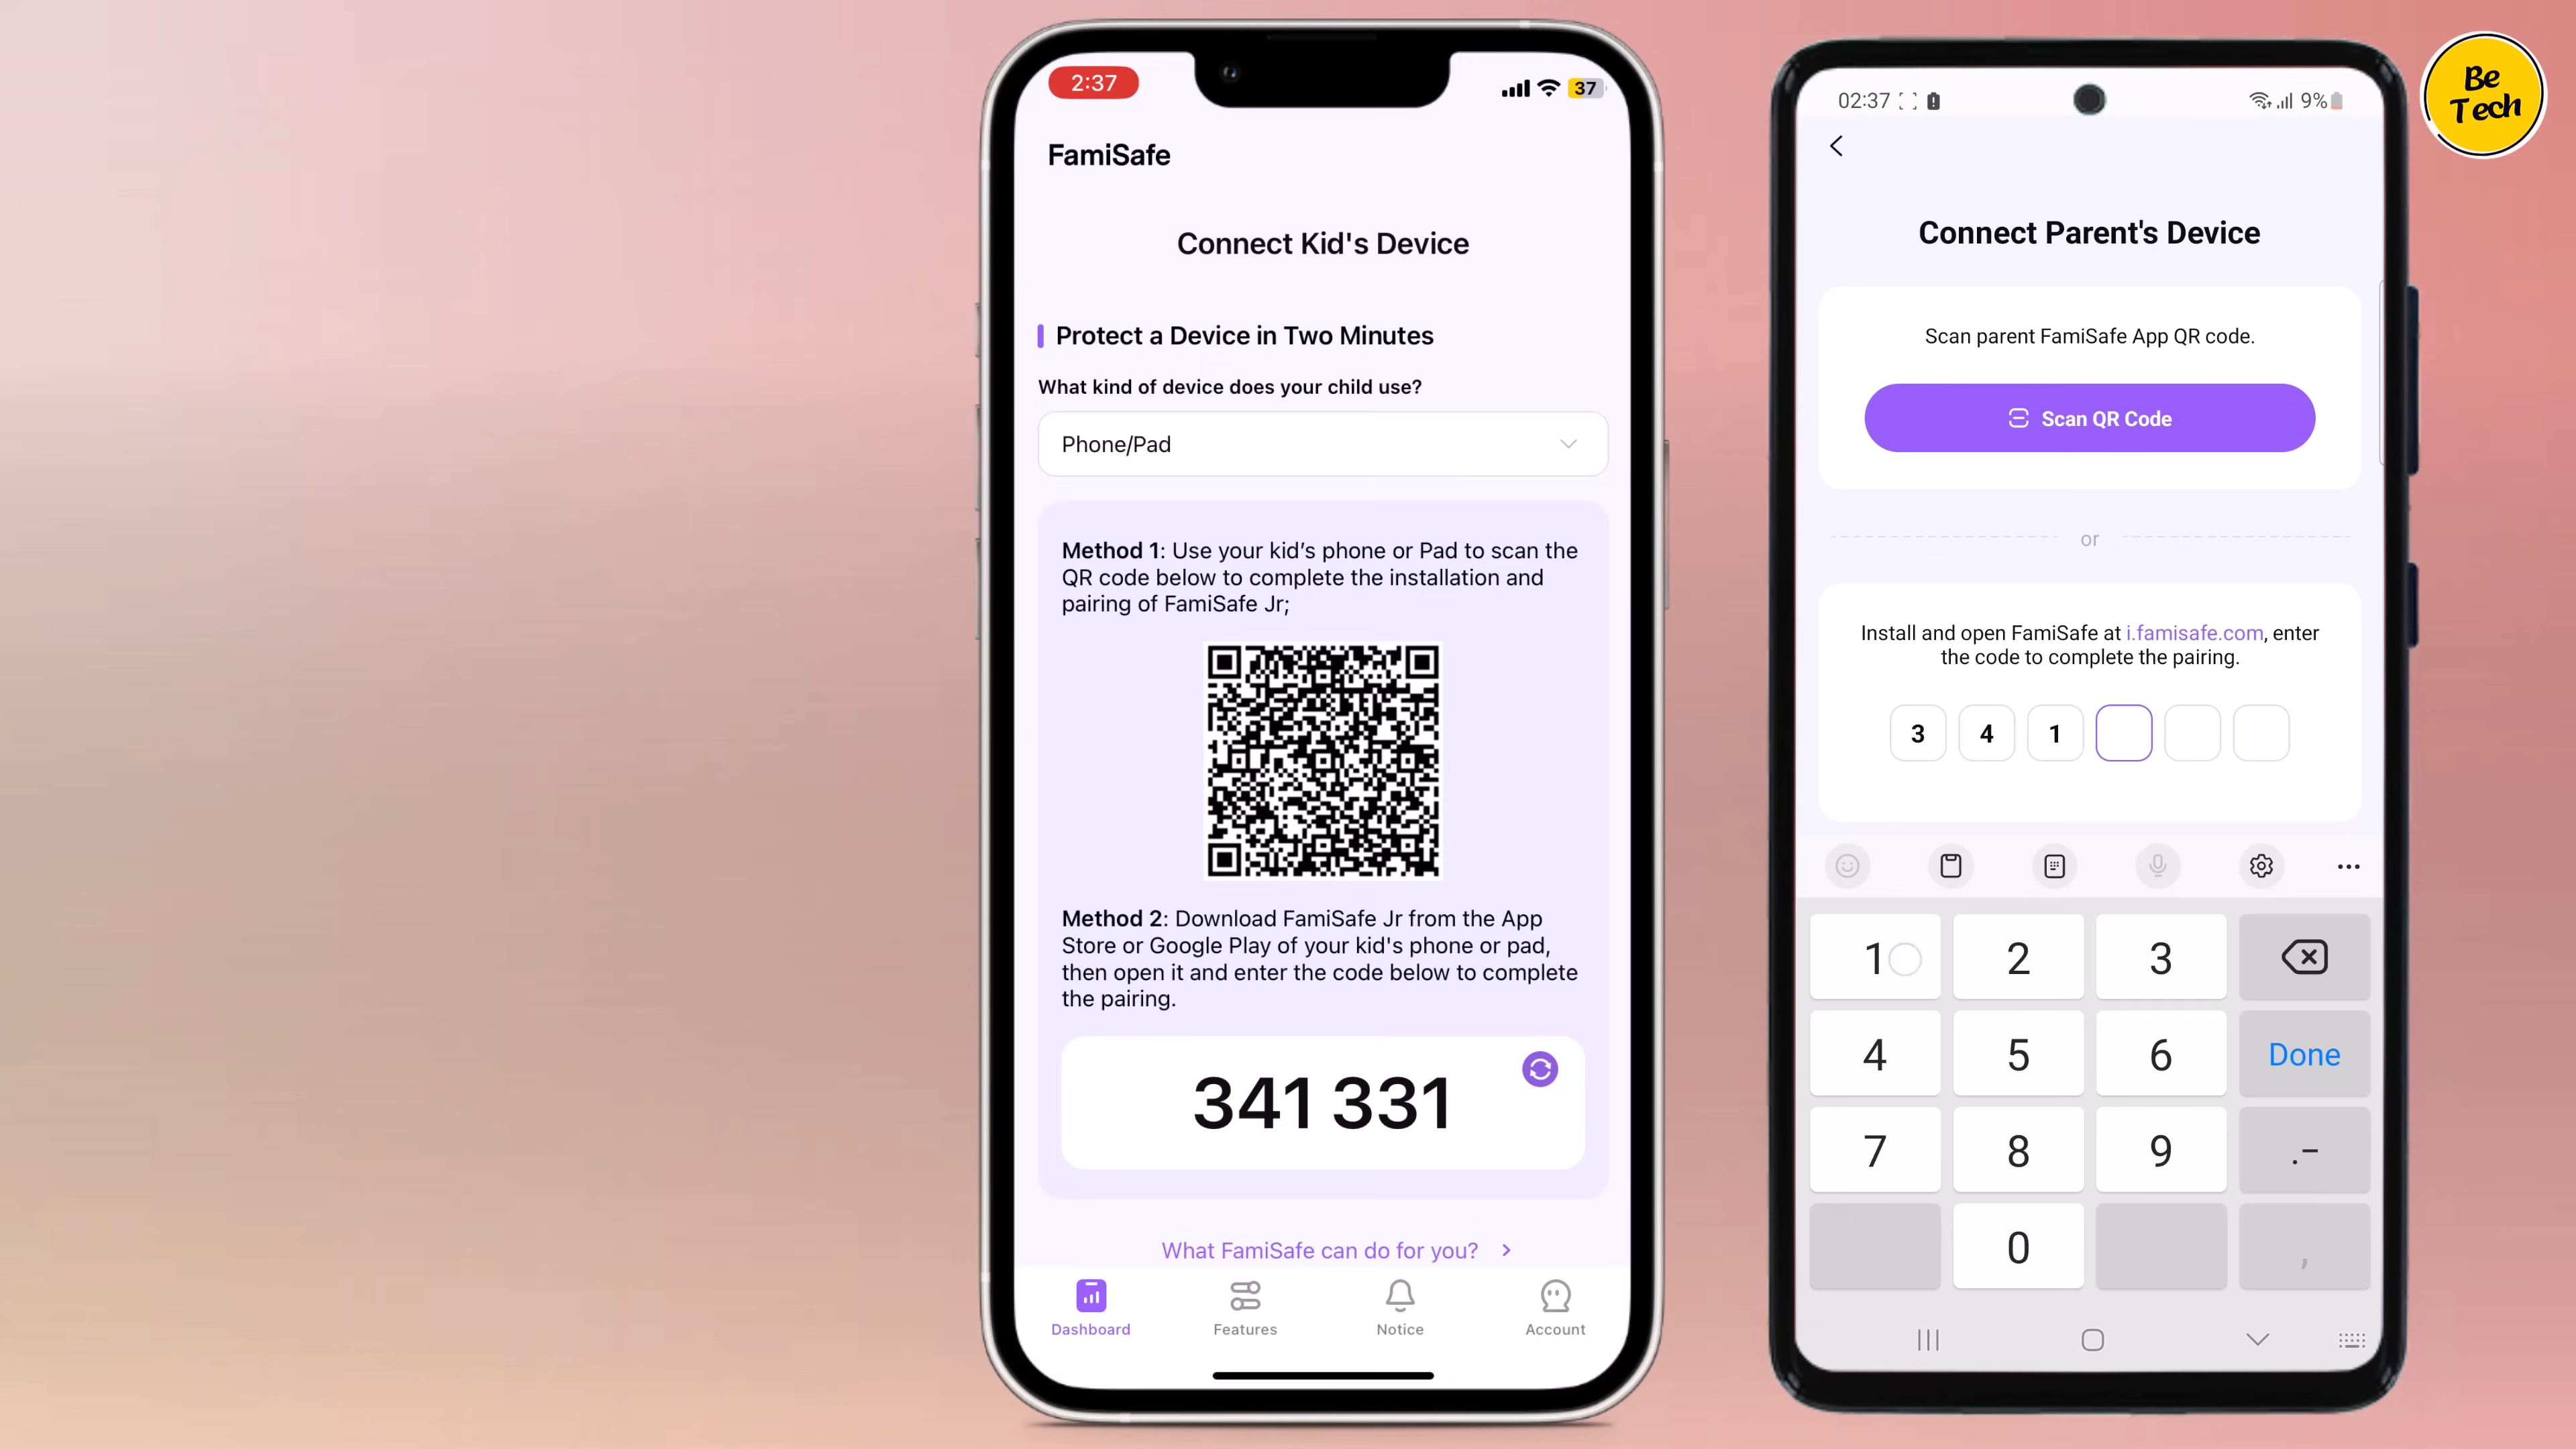 2:37
37
FamiSafe
Connect Kid's Device
Protect a Device in Two Minutes
What kind of device does your child use?
Phone/Pad
Method 1: Use your kid’s phone or Pad to scan the
QR code below to complete the installation and
pairing of FamiSafe Jr;
Method 2: Download FamiSafe Jr from the App
Store or Google Play of your kid's phone or pad,
then open it and enter the code below to complete
the pairing.
341 331
What FamiSafe can do for you? >
Dashboard
Features
Notice
Account
02:37
9%
Connect Parent's Device
Scan parent FamiSafe App QR code.
Scan QR Code
or
Install and open FamiSafe at i.famisafe.com, enter
the code to complete the pairing.
3 4 1
1 2 3
4 5 6 Done
7 8 9 .-
0 ,
Be
Tech